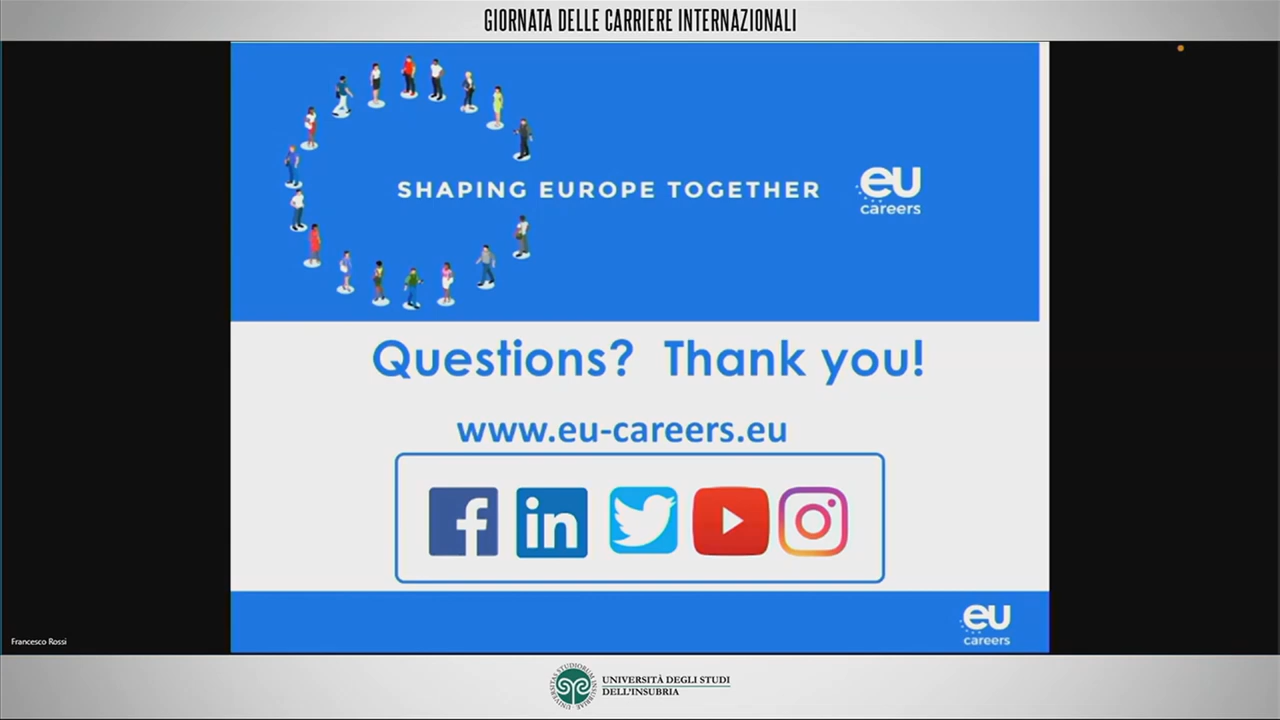 GIORNATA DELLE CARRIERE INTERNAZIONALI
SHAPING EUROPE TOGETHER
eu
careers
Questions? Thank you!
www.eu-careers.eu
f
in
eu
careers
Francesco Rossi
UNIVERSITÀ DEGLI STUDI
DELL'INSUBRIA